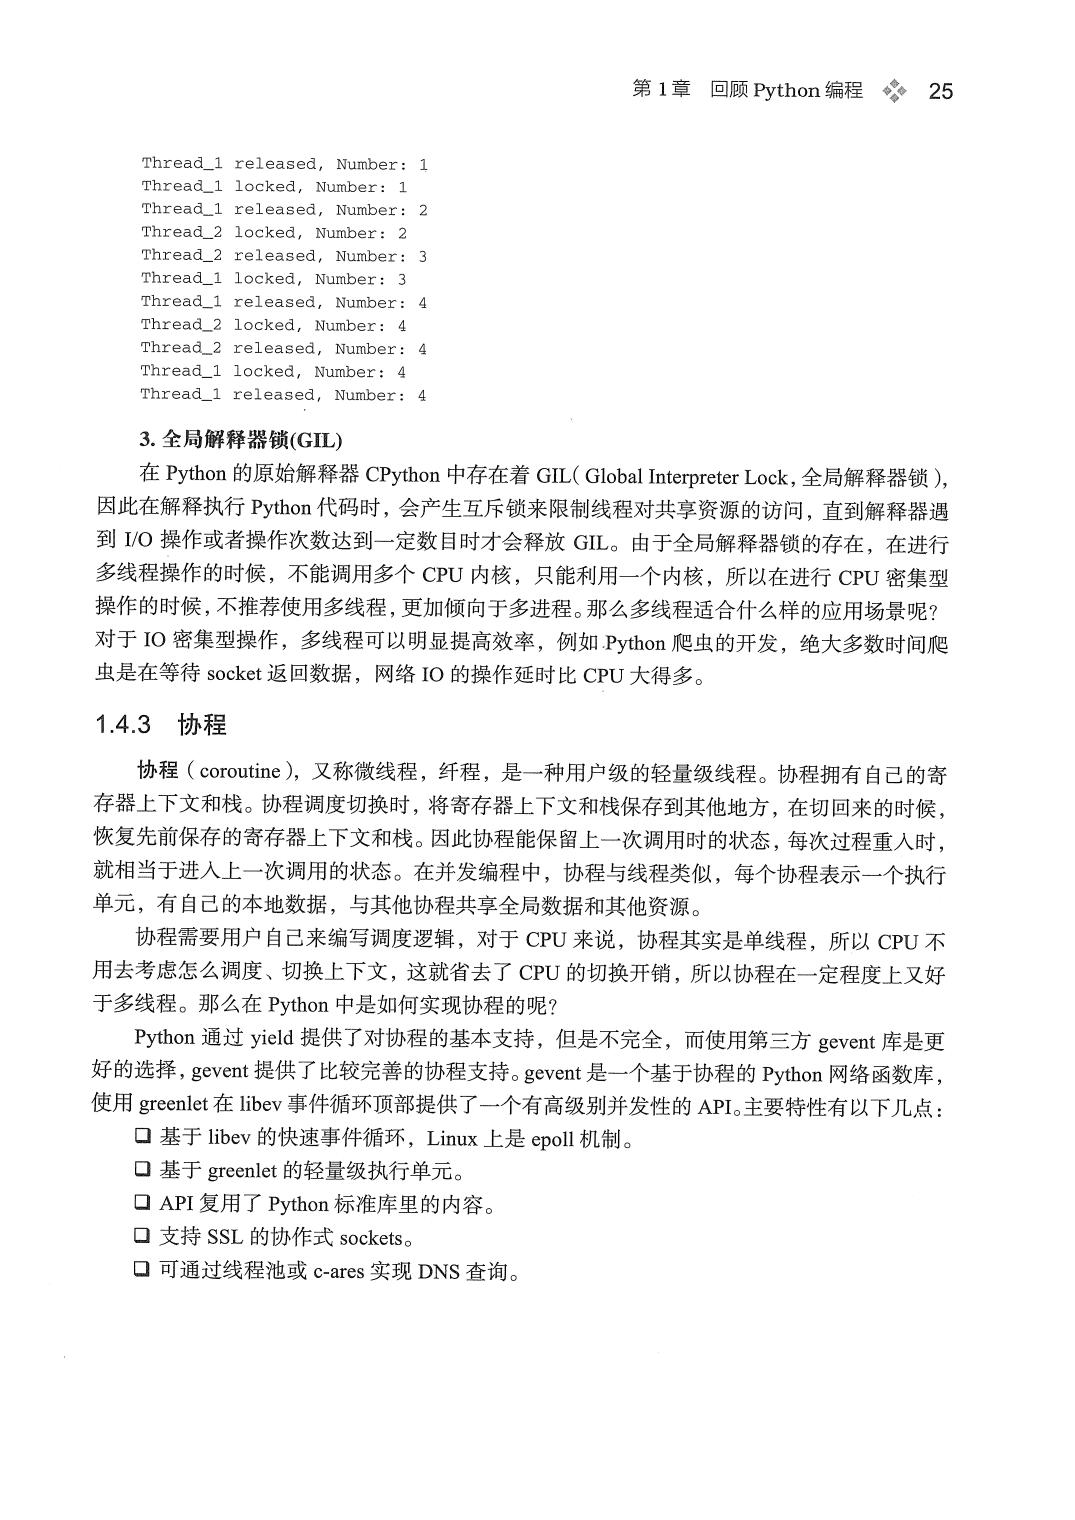 第 1 章 回顾 Python 编程 25
Thread_1 released, Number: 1
Thread_1 locked, Number: 1
Thread_1 released, Number: 2
Thread_2 locked, Number: 2
Thread_2 released, Number: 3
Thread_1 locked, Number: 3
Thread_1 released, Number: 4
Thread_2 locked, Number: 4
Thread_2 released, Number: 4
Thread_1 locked, Number: 4
Thread_1 released, Number: 4
3. 全局解释器锁(GIL)
在 Python 的原始解释器 CPython 中存在着 GIL（Global Interpreter Lock，全局解释器锁），
因此在解释执行 Python 代码时，会产生互斥锁来限制线程对共享资源的访问，直到解释器遇
到 I/O 操作或者操作次数达到一定数目时才会释放 GIL。由于全局解释器锁的存在，在进行
多线程操作的时候，不能调用多个 CPU 内核，只能利用一个内核，所以在进行 CPU 密集型
操作的时候，不推荐使用多线程，更加倾向于多进程。那么多线程适合什么样的应用场景呢？
对于 IO 密集型操作，多线程可以明显提高效率，例如 Python 爬虫的开发，绝大多数时间爬
虫是在等待 socket 返回数据，网络 IO 的操作延时比 CPU 大得多。
1.4.3 协程
协程（coroutine），又称微线程，纤程，是一种用户级的轻量级线程。协程拥有自己的寄
存器上下文和栈。协程调度切换时，将寄存器上下文和栈保存到其他地方，在切回来的时候，
恢复先前保存的寄存器上下文和栈。因此协程能保留上一次调用时的状态，每次过程重入时，
就相当于进入上一次调用的状态。在并发编程中，协程与线程类似，每个协程表示一个执行
单元，有自己的本地数据，与其他协程共享全局数据和其他资源。
协程需要用户自己来编写调度逻辑，对于 CPU 来说，协程其实是单线程，所以 CPU 不
用去考虑怎么调度、切换上下文，这就省去了 CPU 的切换开销，所以协程在一定程度上又好
于多线程。那么在 Python 中是如何实现协程的呢？
Python 通过 yield 提供了对协程的基本支持，但是不完全，而使用第三方 gevent 库是更
好的选择，gevent 提供了比较完善的协程支持。gevent 是一个基于协程的 Python 网络函数库，
使用 greenlet 在 libev 事件循环顶部提供了一个有高级别并发性的 API。主要特性有以下几点：
❑ 基于 libev 的快速事件循环，Linux 上是 epoll 机制。
❑ 基于 greenlet 的轻量级执行单元。
❑ API 复用了 Python 标准库里的内容。
❑ 支持 SSL 的协作式 sockets。
❑ 可通过线程池或 c-ares 实现 DNS 查询。